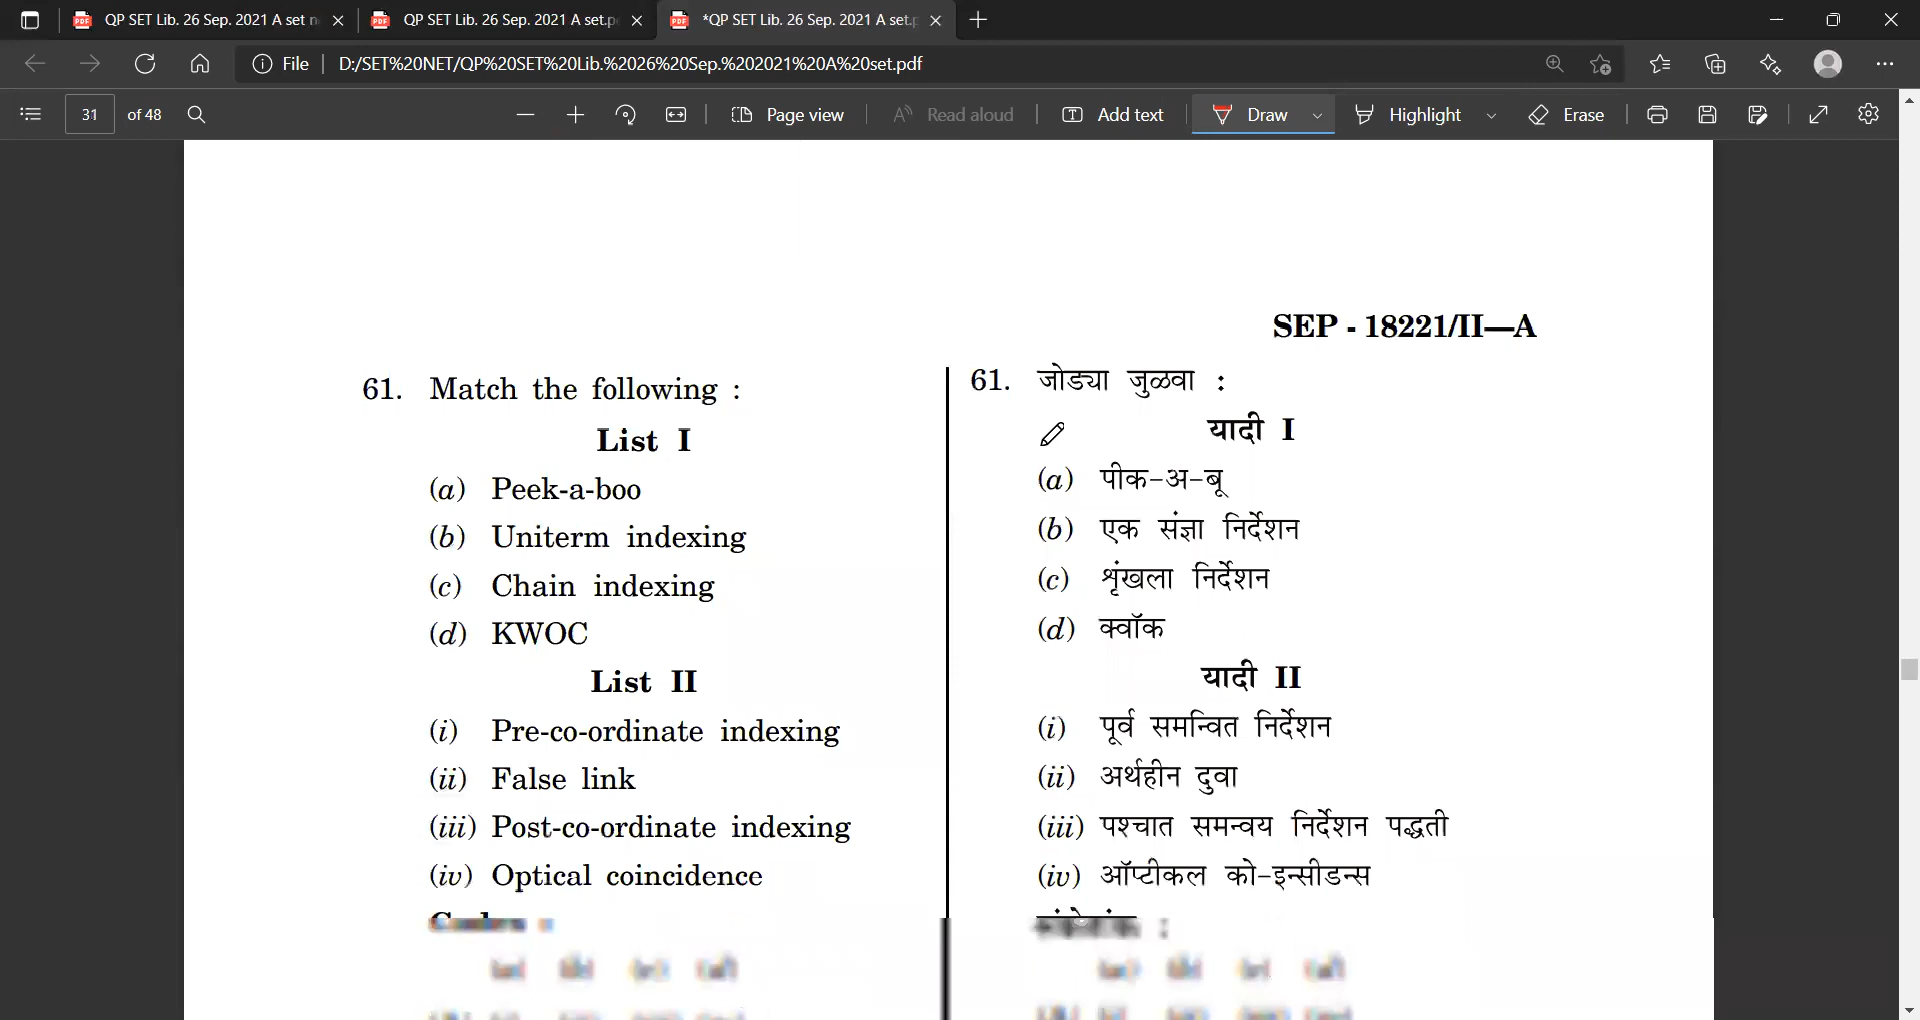 QP SET Lib. 26 Sep. 2021 A set n
QP SET Lib. 26 Sep. 2021 A set.p
*QP SET Lib. 26 Sep. 2021 A set.p
File
D:/SET%20NET/QP%20SET%20Lib.%2026%20Sep.%202021%20A%20set.pdf
31 of 48
Page view
Read aloud
Add text
Draw
Highlight
Erase
SEP - 18221/II—A
61. Match the following :
List I
(a) Peek-a-boo
(b) Uniterm indexing
(c) Chain indexing
(d) KWOC
List II
(i) Pre-co-ordinate indexing
(ii) False link
(iii) Post-co-ordinate indexing
(iv) Optical coincidence
61. जोड्या जुळवा :
यादी I
(a) पीक-अ-बू
(b) एक संज्ञा निर्देशन
(c) शृंखला निर्देशन
(d) क्वॉक
यादी II
(i) पूर्व समन्वित निर्देशन
(ii) अर्थहीन दुवा
(iii) पश्चात समन्वय निर्देशन पद्धती
(iv) ऑप्टीकल को-इन्सीडन्स